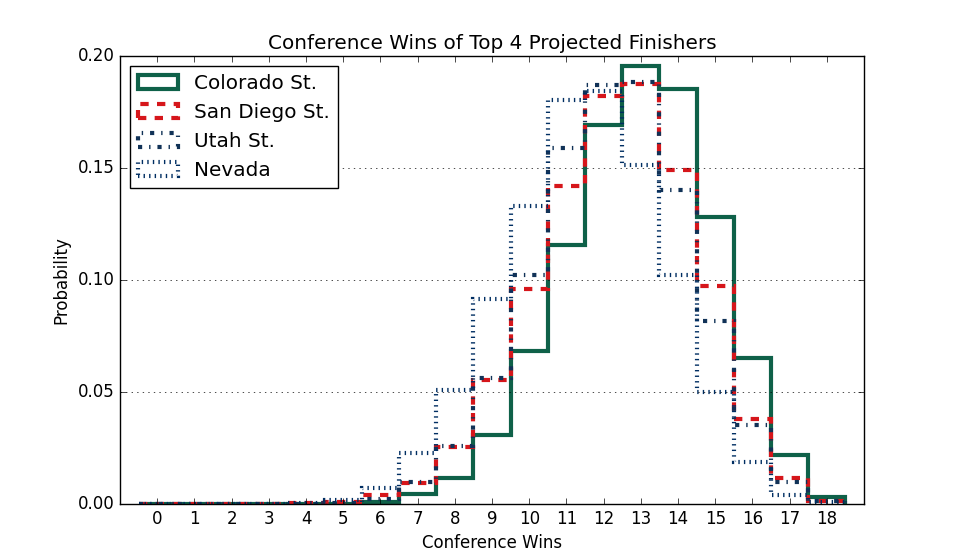 Conference Wins of Top 4 Projected Finishers
0.20
0.15
0.10
0.05
0.00
Probability
Colorado St.
San Diego St.
Utah St.
Nevada
0 1 2 3 4 5 6 7 8 9 10 11 12 13 14 15 16 17 18
Conference Wins